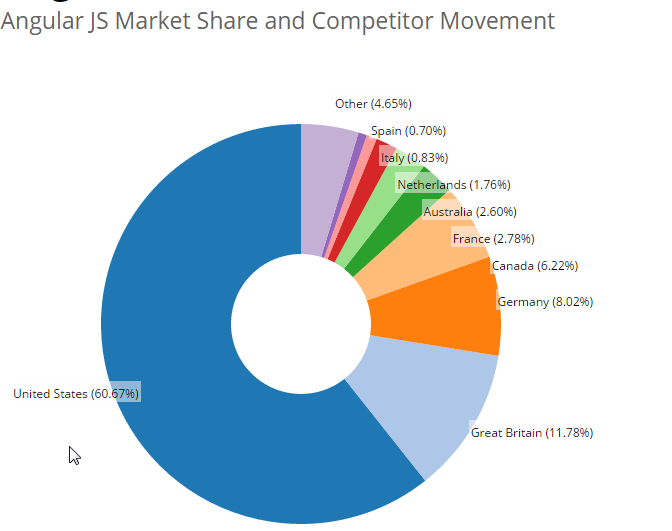 Angular JS Market Share and Competitor Movement
Other (4.65%)
Spain (0.70%)
Italy (0.83%)
Netherlands (1.76%)
Australia (2.60%)
France (2.78%)
Canada (6.22%)
Germany (8.02%)
United States (60.67%)
Great Britain (11.78%)